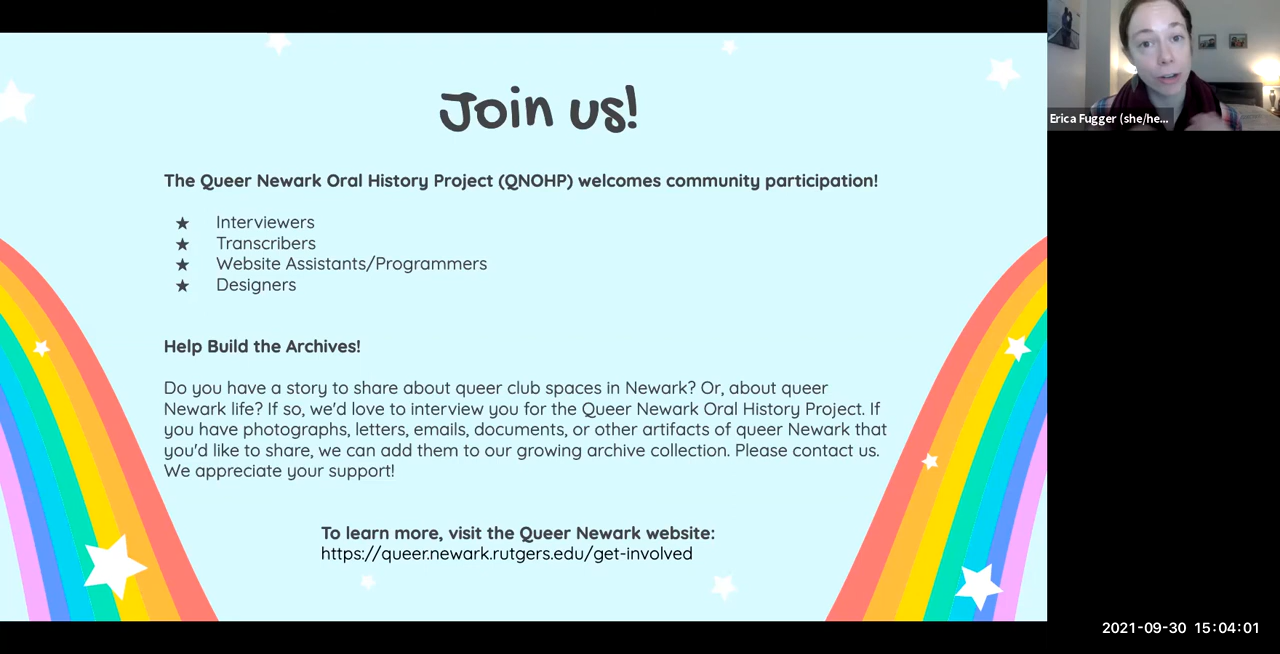 Join us!
The Queer Newark Oral History Project (QNOHP) welcomes community participation!
★ Interviewers
★ Transcribers
★ Website Assistants/Programmers
★ Designers
Help Build the Archives!
Do you have a story to share about queer club spaces in Newark? Or, about queer
Newark life? If so, we'd love to interview you for the Queer Newark Oral History Project. If
you have photographs, letters, emails, documents, or other artifacts of queer Newark that
you'd like to share, we can add them to our growing archive collection. Please contact us.
We appreciate your support!
To learn more, visit the Queer Newark website:
https://queer.newark.rutgers.edu/get-involved
Erica Fugger (she/he...
2021-09-30 15:04:01